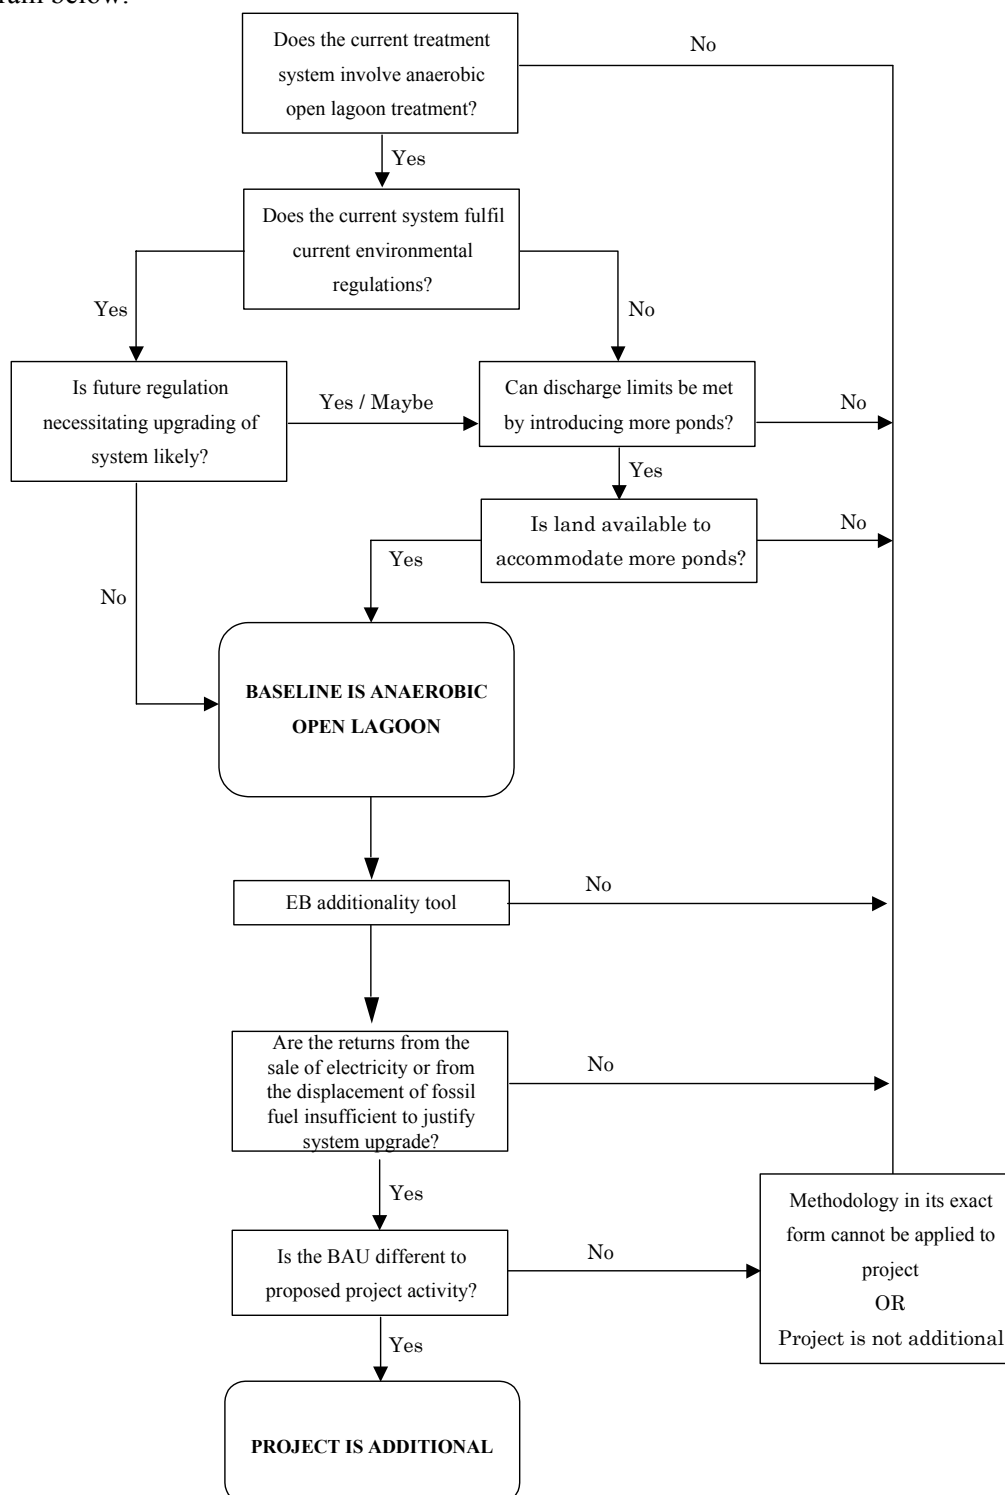 Does the current treatment
system involve anaerobic
open lagoon treatment?
No
Yes
Does the current system fulfil
current environmental
regulations?
Yes
No
Is future regulation
necessitating upgrading of
system likely?
Yes / Maybe
Can discharge limits be met
by introducing more ponds?
No
Yes
Is land available to
accommodate more ponds?
No
Yes
No
BASELINE IS ANAEROBIC
OPEN LAGOON
EB additionality tool
No
Are the returns from the
sale of electricity or from
the displacement of fossil
fuel insufficient to justify
system upgrade?
No
Yes
Is the BAU different to
proposed project activity?
No
Methodology in its exact
form cannot be applied to
project
OR
Project is not additional
Yes
PROJECT IS ADDITIONAL